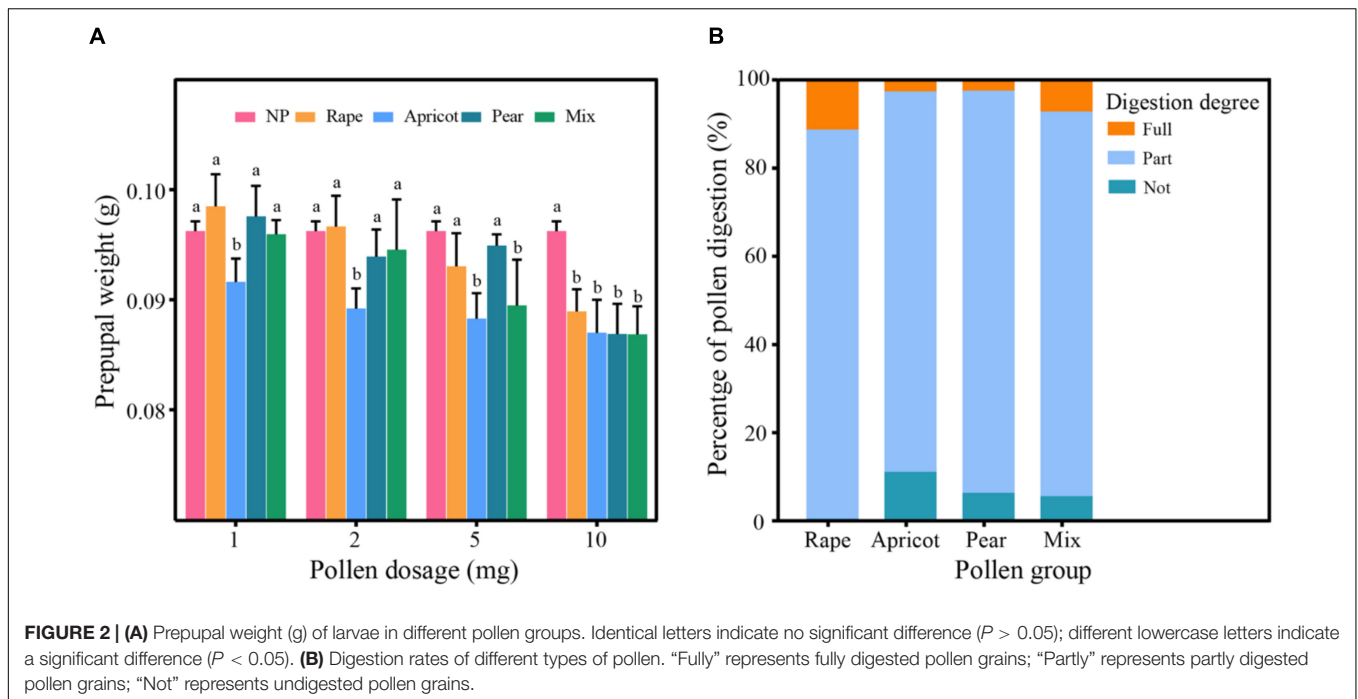 A
B
NP Rape Apricot Pear Mix
a a b a a
a a b a a
a a b a b
a b b b b
0.10
0.09
0.08
Prepupal weight (g)
1 2 5 10
Pollen dosage (mg)
100
80
60
40
20
0
Percentge of pollen digestion (%)
Digestion degree
Full
Part
Not
Rape Apricot Pear Mix
Pollen group
FIGURE 2 | (A) Prepupal weight (g) of larvae in different pollen groups. Identical letters indicate no significant difference (P > 0.05); different lowercase letters indicate
a significant difference (P < 0.05). (B) Digestion rates of different types of pollen. “Fully” represents fully digested pollen grains; “Partly” represents partly digested
pollen grains; “Not” represents undigested pollen grains.